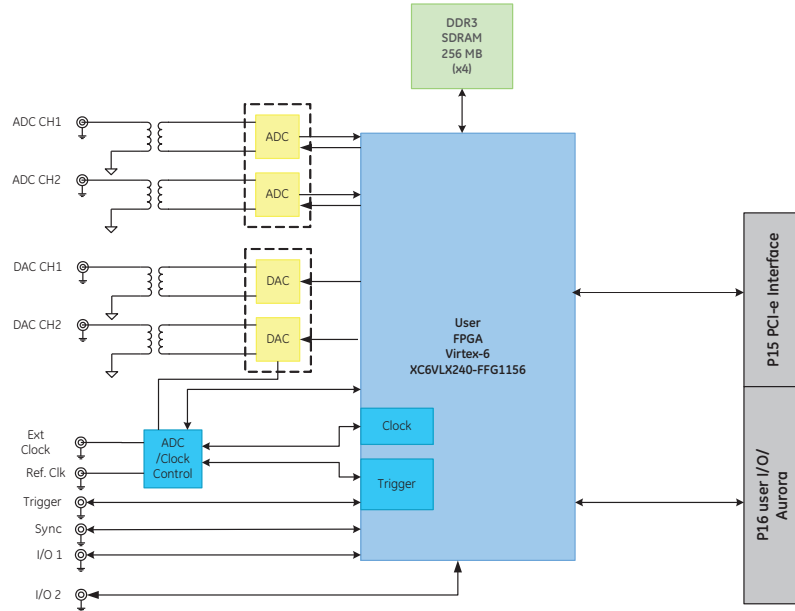 DDR3
SDRAM
256 MB
(x4)
ADC CH1
ADC
ADC CH2
ADC
DAC CH1
DAC
DAC CH2
DAC
User
FPGA
Virtex-6
XC6VLX240-FFG1156
P15 PCI-e Interface
Ext
Clock
ADC
/Clock
Control
Clock
Ref. Clk
Trigger
Trigger
Sync
I/O 1
I/O 2
P16 user I/O/
Aurora